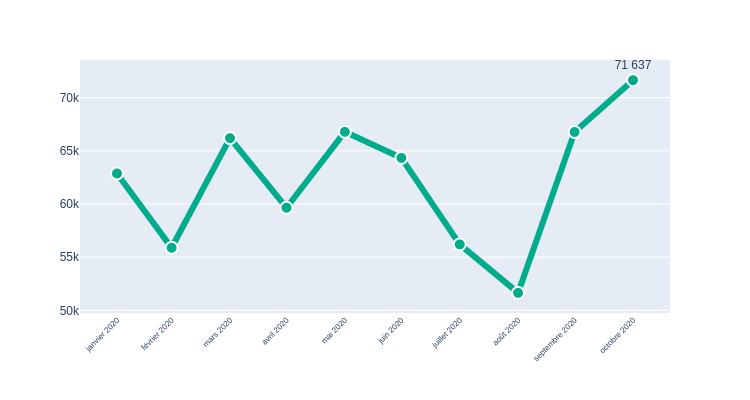 71 637
70k
65k
60k
55k
50k
janvier 2020
février 2020
mars 2020
avril 2020
mai 2020
juin 2020
juillet 2020
août 2020
septembre 2020
octobre 2020